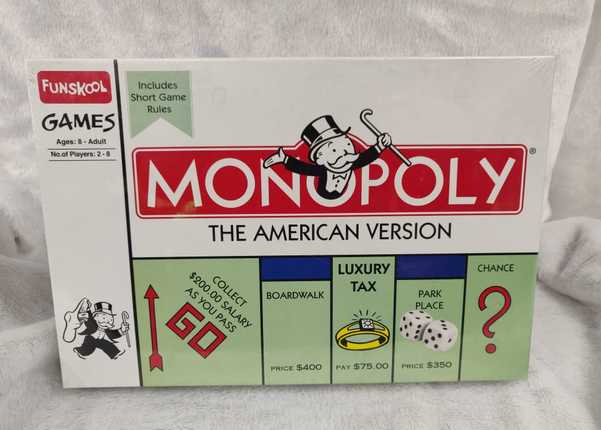 FUNSKOOL
GAMES
Ages: 8 - Adult
No.of Players: 2 - 8
Includes
Short Game
Rules
MONOPOLY®
THE AMERICAN VERSION
COLLECT
$200.00 SALARY
AS YOU PASS
GO
BOARDWALK
PRICE $400
LUXURY
TAX
PAY $75.00
PARK
PLACE
PRICE $350
CHANCE
?